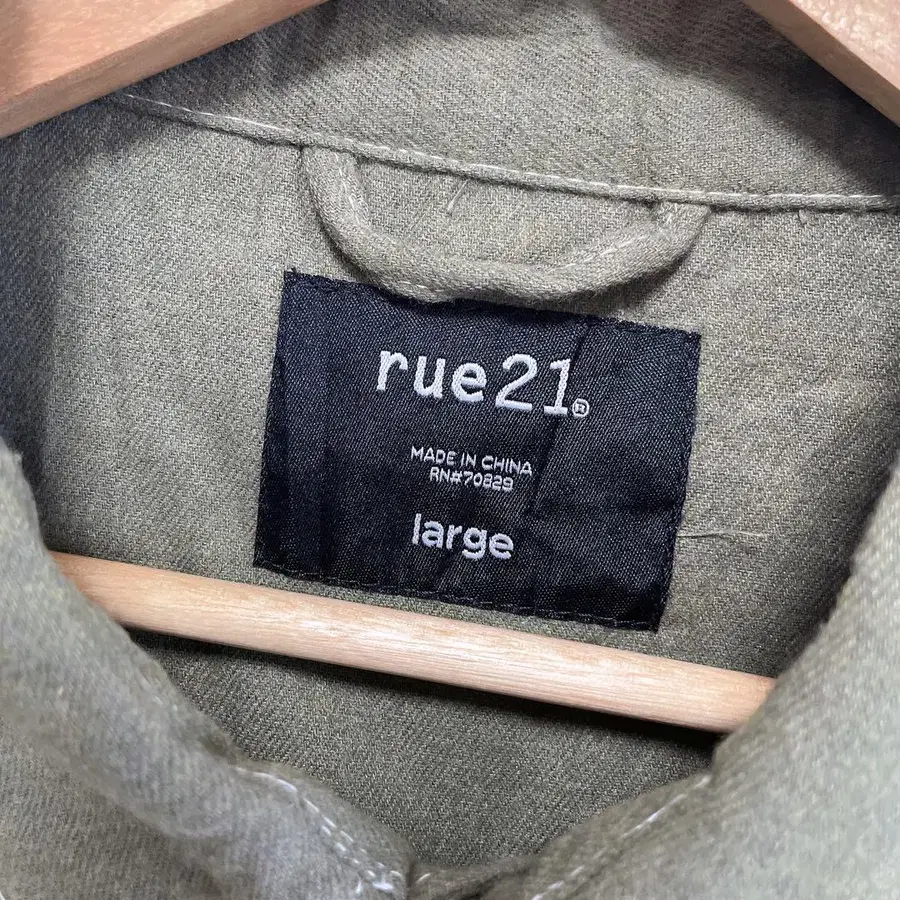 rue21®
MADE IN CHINA
RN#70829
large